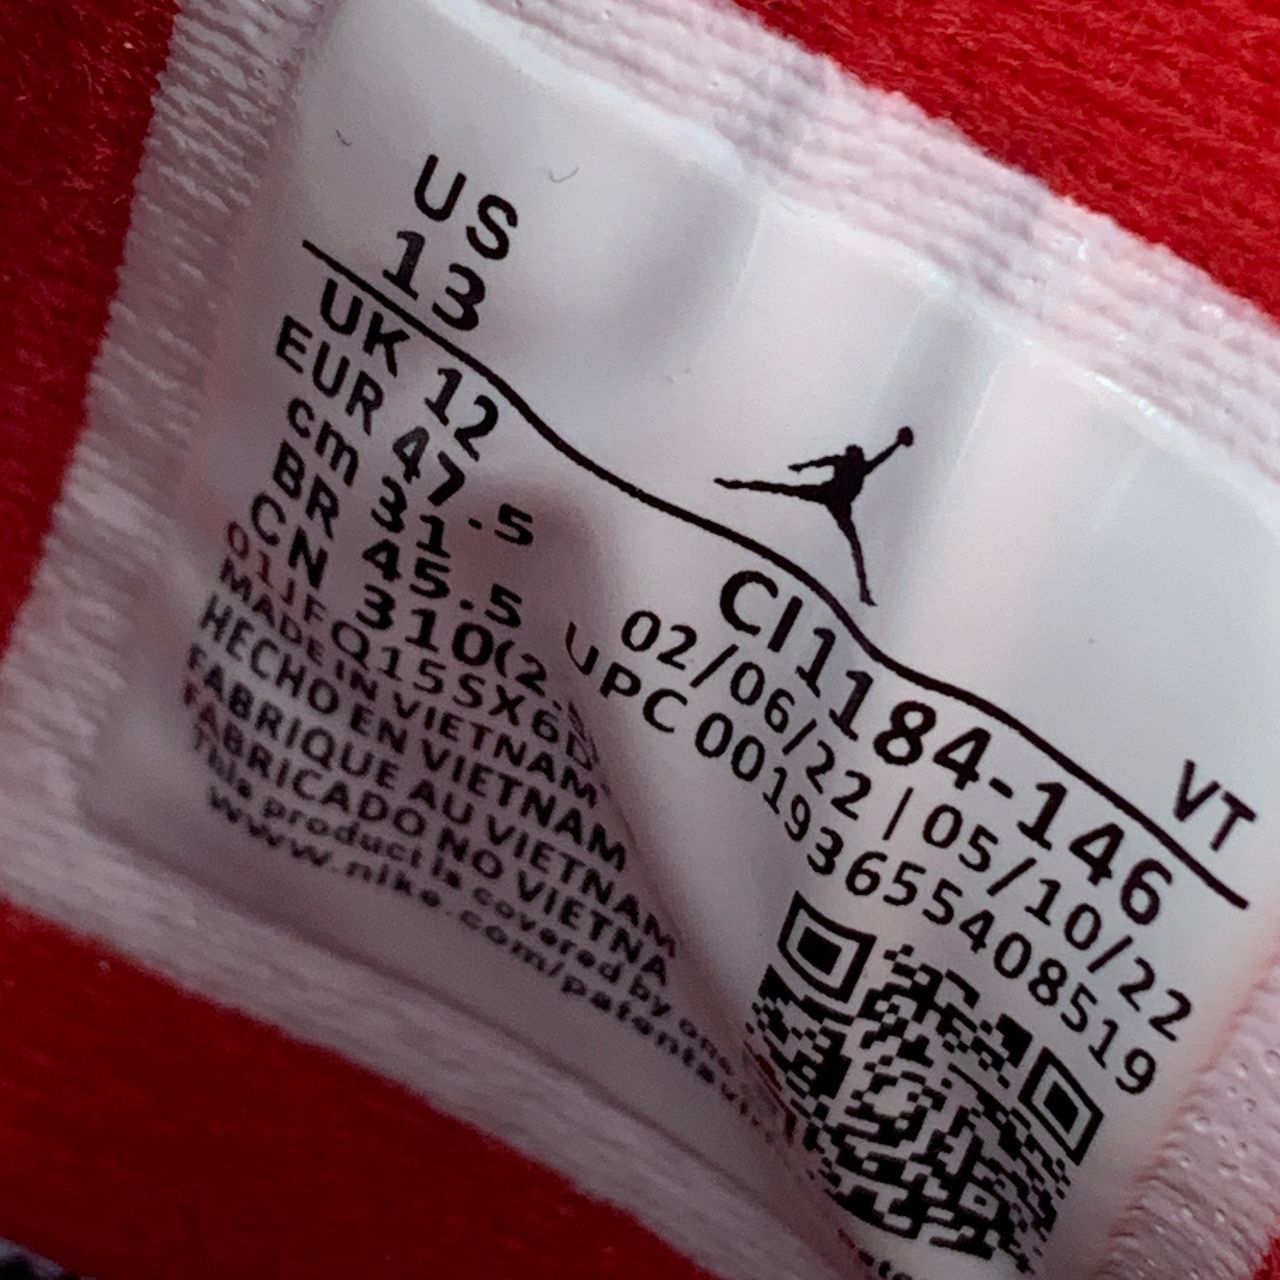 US
13
UK 12
EUR 47.5
cm 31
BR 45.5
CN 310(2.5
01JFQ15SX6D
MADE IN VIETNAM
HECHO EN VIETNAM
FABRIQUE AU VIETNAM
FABRICADO NO VIETNA
This product is covered by one
www.nike.com/patents
VT
CI1184-146
02/06/22 | 05/10/22
UPC 00193655408519